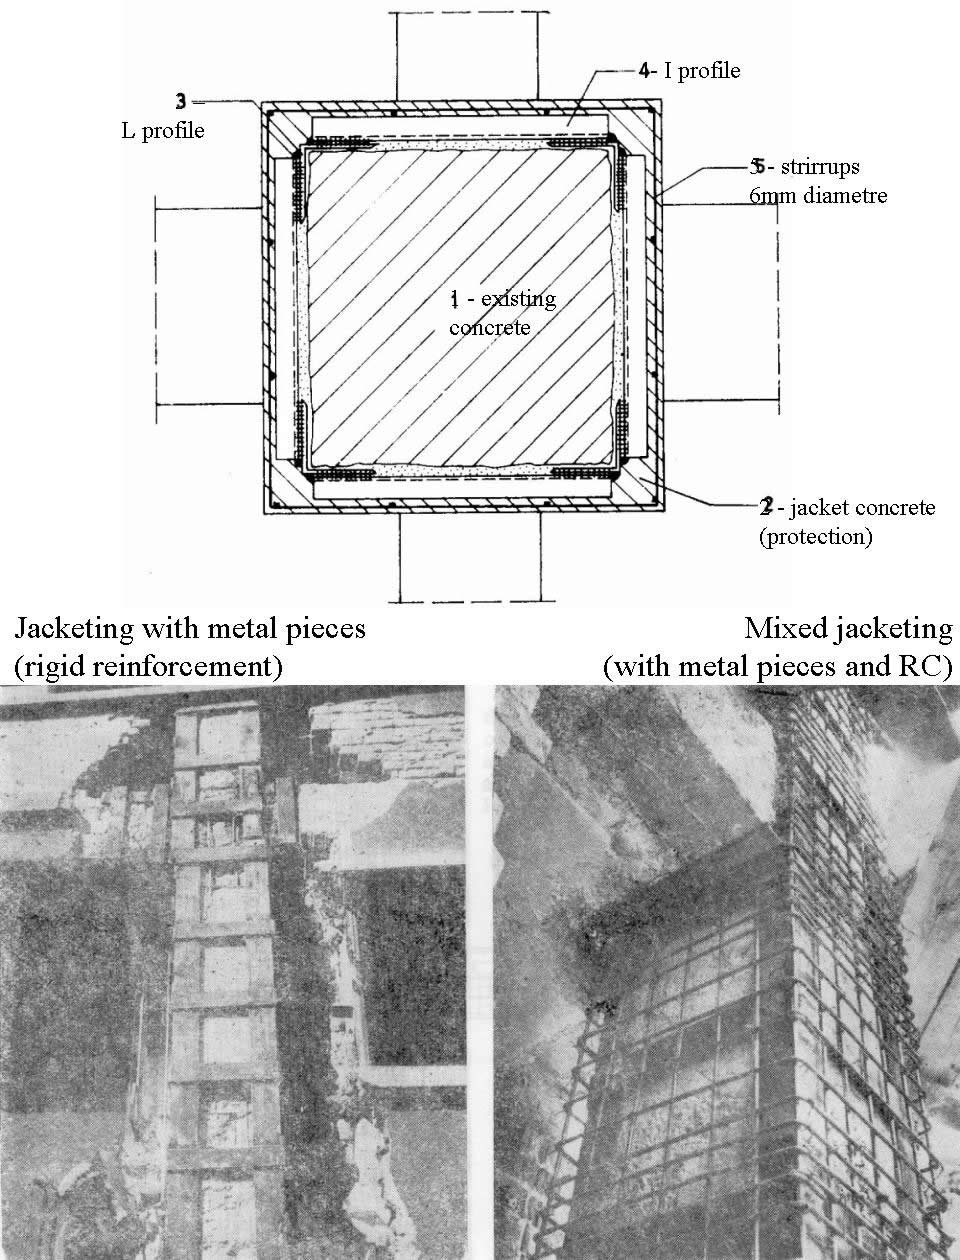 4- I profile
3
L profile
5- strirrups
6mm diametre
1 - existing
concrete
2- jacket concrete
(protection)
Jacketing with metal pieces
(rigid reinforcement)
Mixed jacketing
(with metal pieces and RC)